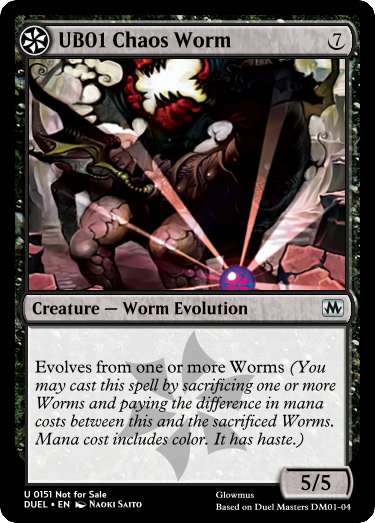 UB01 Chaos Worm
7
Creature — Worm Evolution
Evolves from one or more Worms (You
may cast this spell by sacrificing one or more
Worms and paying the difference in mana
costs between this and the sacrificed Worms.
Mana cost includes color. It has haste.)
5/5
U 0151 Not for Sale
DUEL • EN Naoki Saito
Glowmus
Based on Duel Masters DM01-04